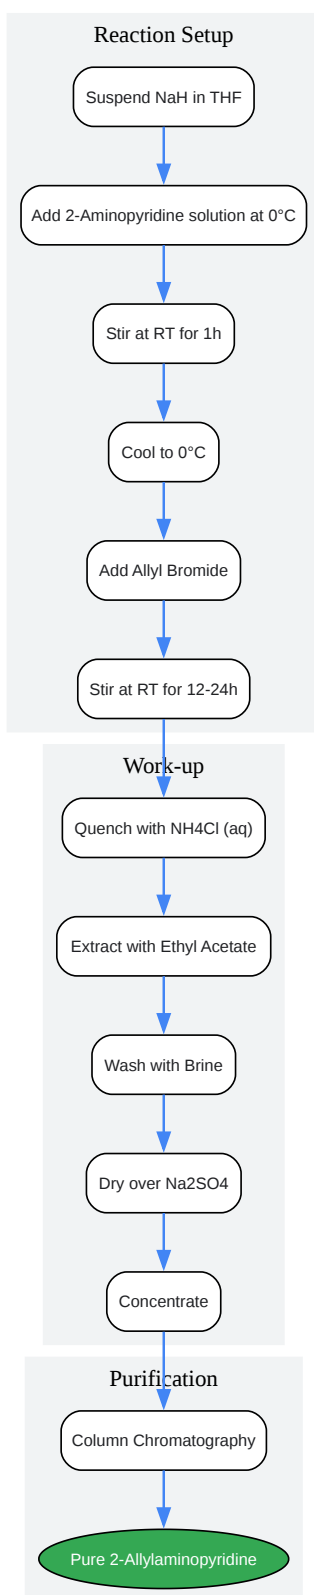 Reaction Setup
Suspend NaH in THF
Add 2-Aminopyridine solution at 0°C
Stir at RT for 1h
Cool to 0°C
Add Allyl Bromide
Stir at RT for 12-24h
Work-up
Quench with NH4Cl (aq)
Extract with Ethyl Acetate
Wash with Brine
Dry over Na2SO4
Concentrate
Purification
Column Chromatography
Pure 2-Allylaminopyridine